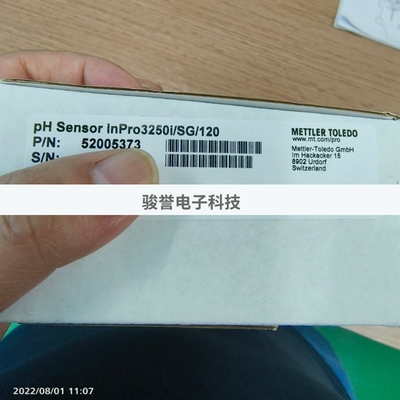 pH Sensor InPro3250i/SG/120
P/N: 52005373
S/N:
METTLER TOLEDO
www.mt.com/pro
Mettler-Toledo GmbH
Im Hackacker 15
8902 Urdorf
Switzerland
骏誉电子科技
2022/08/01 11:07